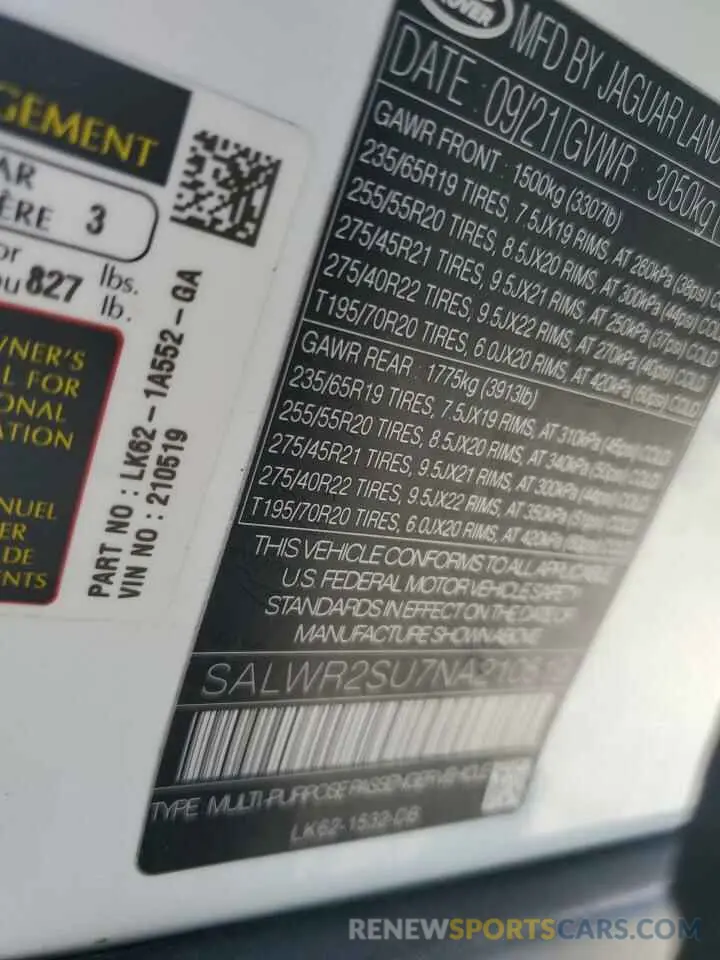 GEMENT
AR
ÈRE 3
or
au 827 lbs.
lb.
WNER'S
L FOR
ONAL
ATION
NUEL
ER
DE
ENTS
PART NO : LK62-1A552-GA
VIN NO : 210519
ROVER
MFD BY JAGUAR LAND
DATE : 09/21 GVWR : 3050kg
GAWR FRONT : 1500kg (3307lb)
235/65R19 TIRES, 7.5JX19 RIMS, AT 260kPa (38psi) C
255/55R20 TIRES, 8.5JX20 RIMS, AT 300kPa (44psi) CO
275/45R21 TIRES, 9.5JX21 RIMS, AT 250kPa (37psi) COL
275/40R22 TIRES, 9.5JX22 RIMS, AT 270kPa (40psi) COLD
T195/70R20 TIRES, 6.0JX20 RIMS, AT 420kPa (60psi) COLD
GAWR REAR : 1775kg (3913lb)
235/65R19 TIRES, 7.5JX19 RIMS, AT 310kPa (45psi) COLD
255/55R20 TIRES, 8.5JX20 RIMS, AT 340kPa (50psi) COLD
275/45R21 TIRES, 9.5JX21 RIMS, AT 300kPa (44psi) COLD
275/40R22 TIRES, 9.5JX22 RIMS, AT 350kPa (51psi) COLD
T195/70R20 TIRES, 6.0JX20 RIMS, AT 420kPa COLD
THIS VEHICLE CONFORMS TO ALL APPLICABLE
U.S. FEDERAL MOTOR VEHICLE SAFETY
STANDARDS IN EFFECT ON THE DATE OF
MANUFACTURE SHOWN ABOVE
SALWR2SU7NA210519
TYPE MULTI-PURPOSE PASSENGER VEHICLE
LK62-1532-CB
RENEWSPORTSCARS.COM